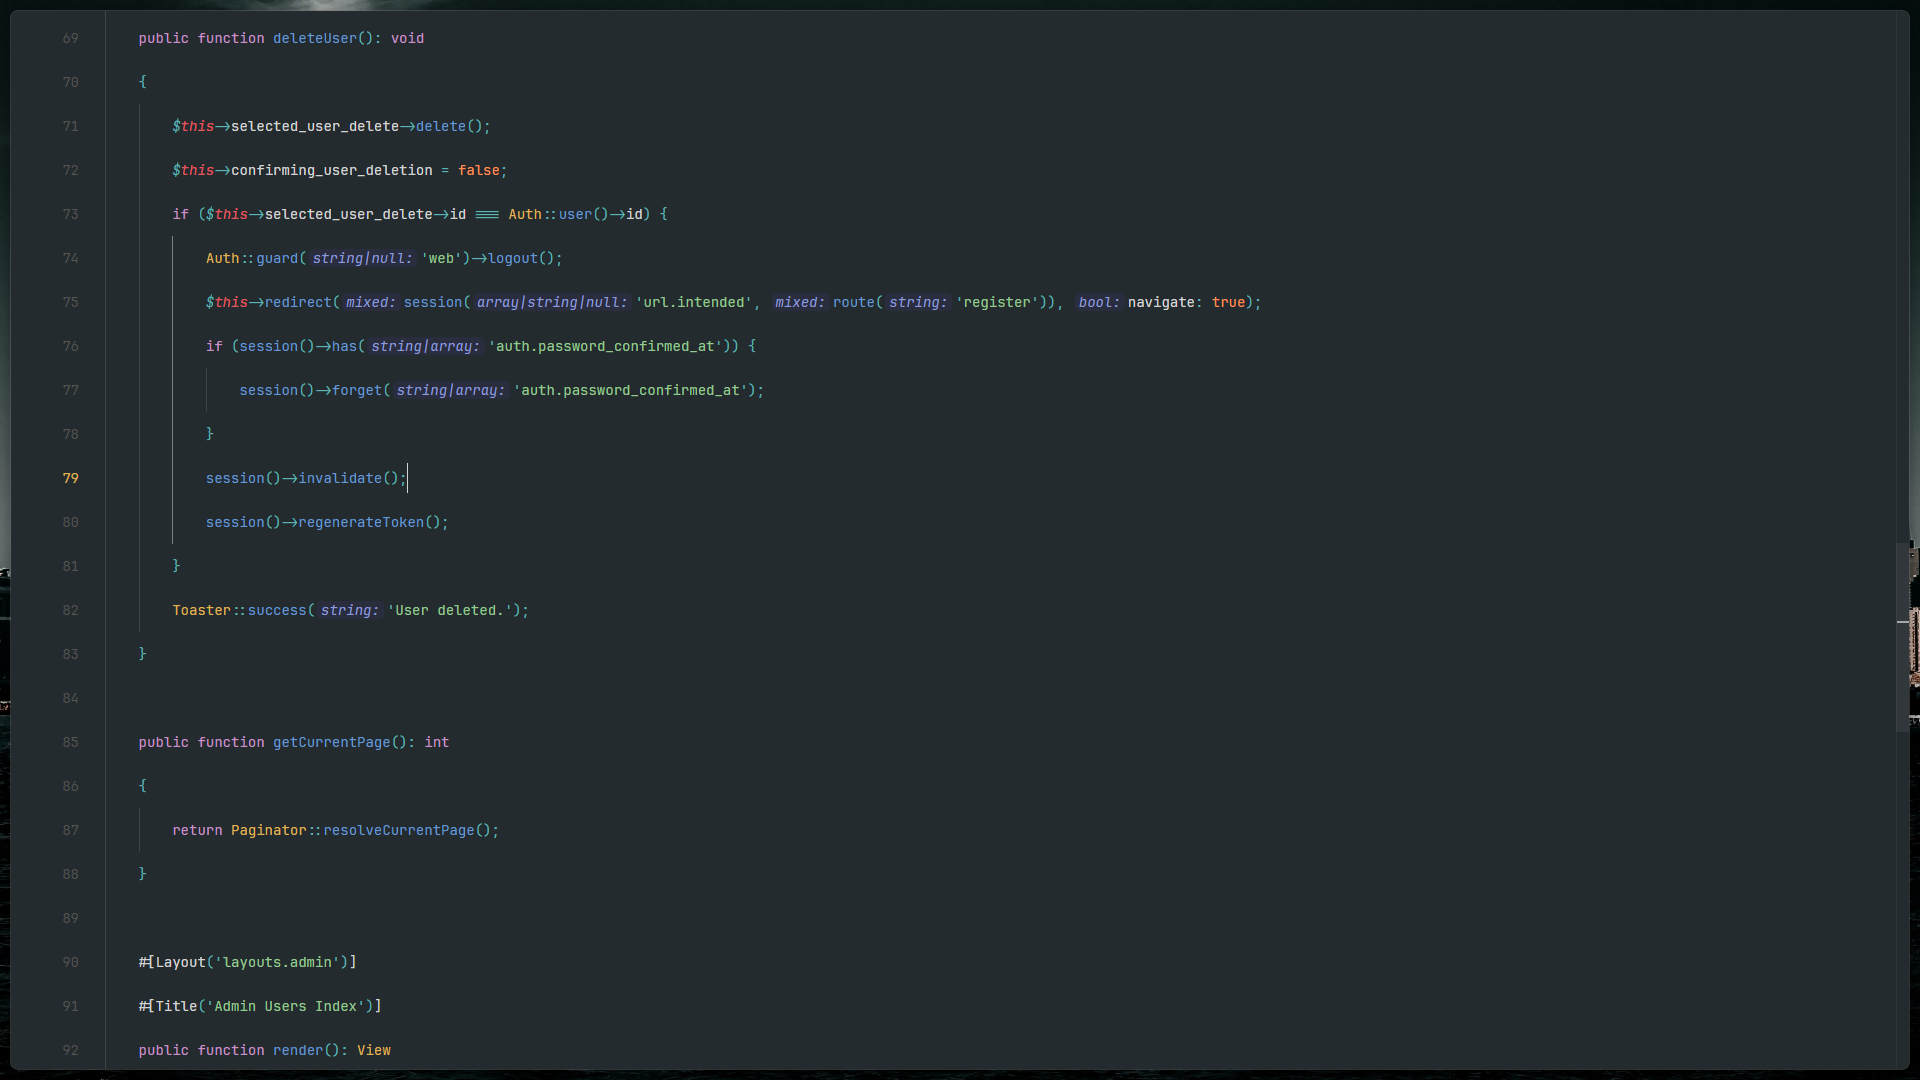 69 public function deleteUser(): void
70 {
71 $this->selected_user_delete->delete();
72 $this->confirming_user_deletion = false;
73 if ($this->selected_user_delete->id === Auth::user()->id) {
74 Auth::guard( string|null: 'web')->logout();
75 $this->redirect( mixed: session( array|string|null: 'url.intended', mixed: route( string: 'register')), bool: navigate: true);
76 if (session()->has( string|array: 'auth.password_confirmed_at')) {
77 session()->forget( string|array: 'auth.password_confirmed_at');
78 }
79 session()->invalidate();
80 session()->regenerateToken();
81 }
82 Toaster::success( string: 'User deleted.');
83 }
84
85 public function getCurrentPage(): int
86 {
87 return Paginator::resolveCurrentPage();
88 }
89
90 #[Layout('layouts.admin')]
91 #[Title('Admin Users Index')]
92 public function render(): View